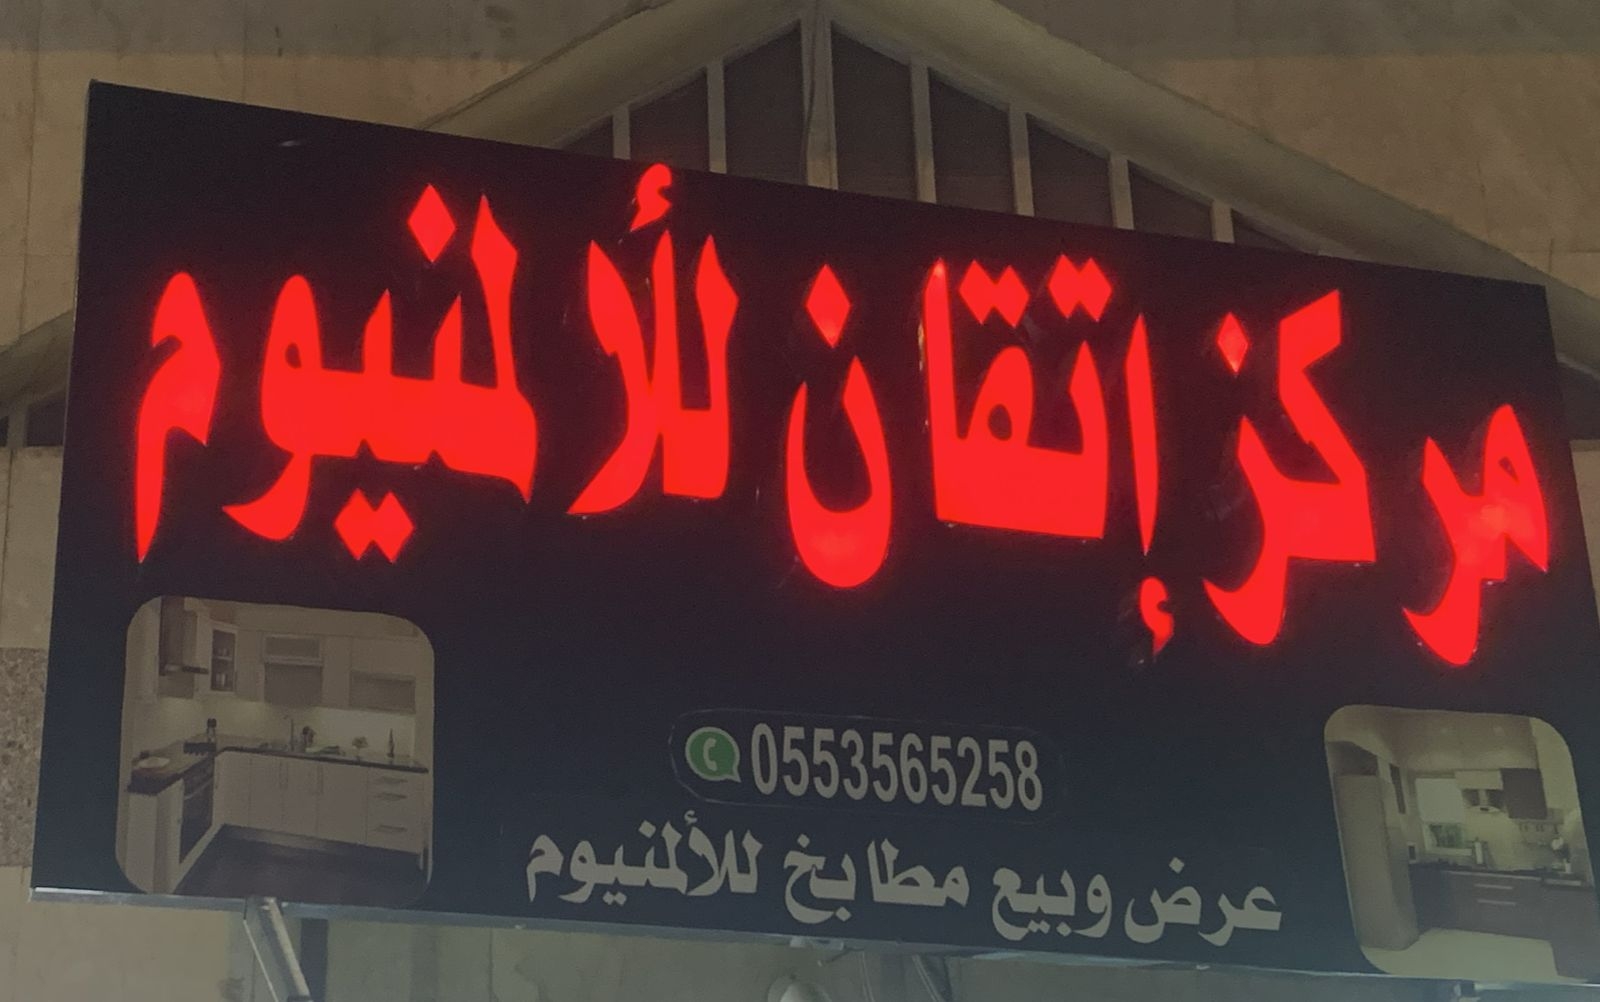 مركز إتقان للألمنيوم
0553565258
عرض وبيع مطابخ للألمنيوم